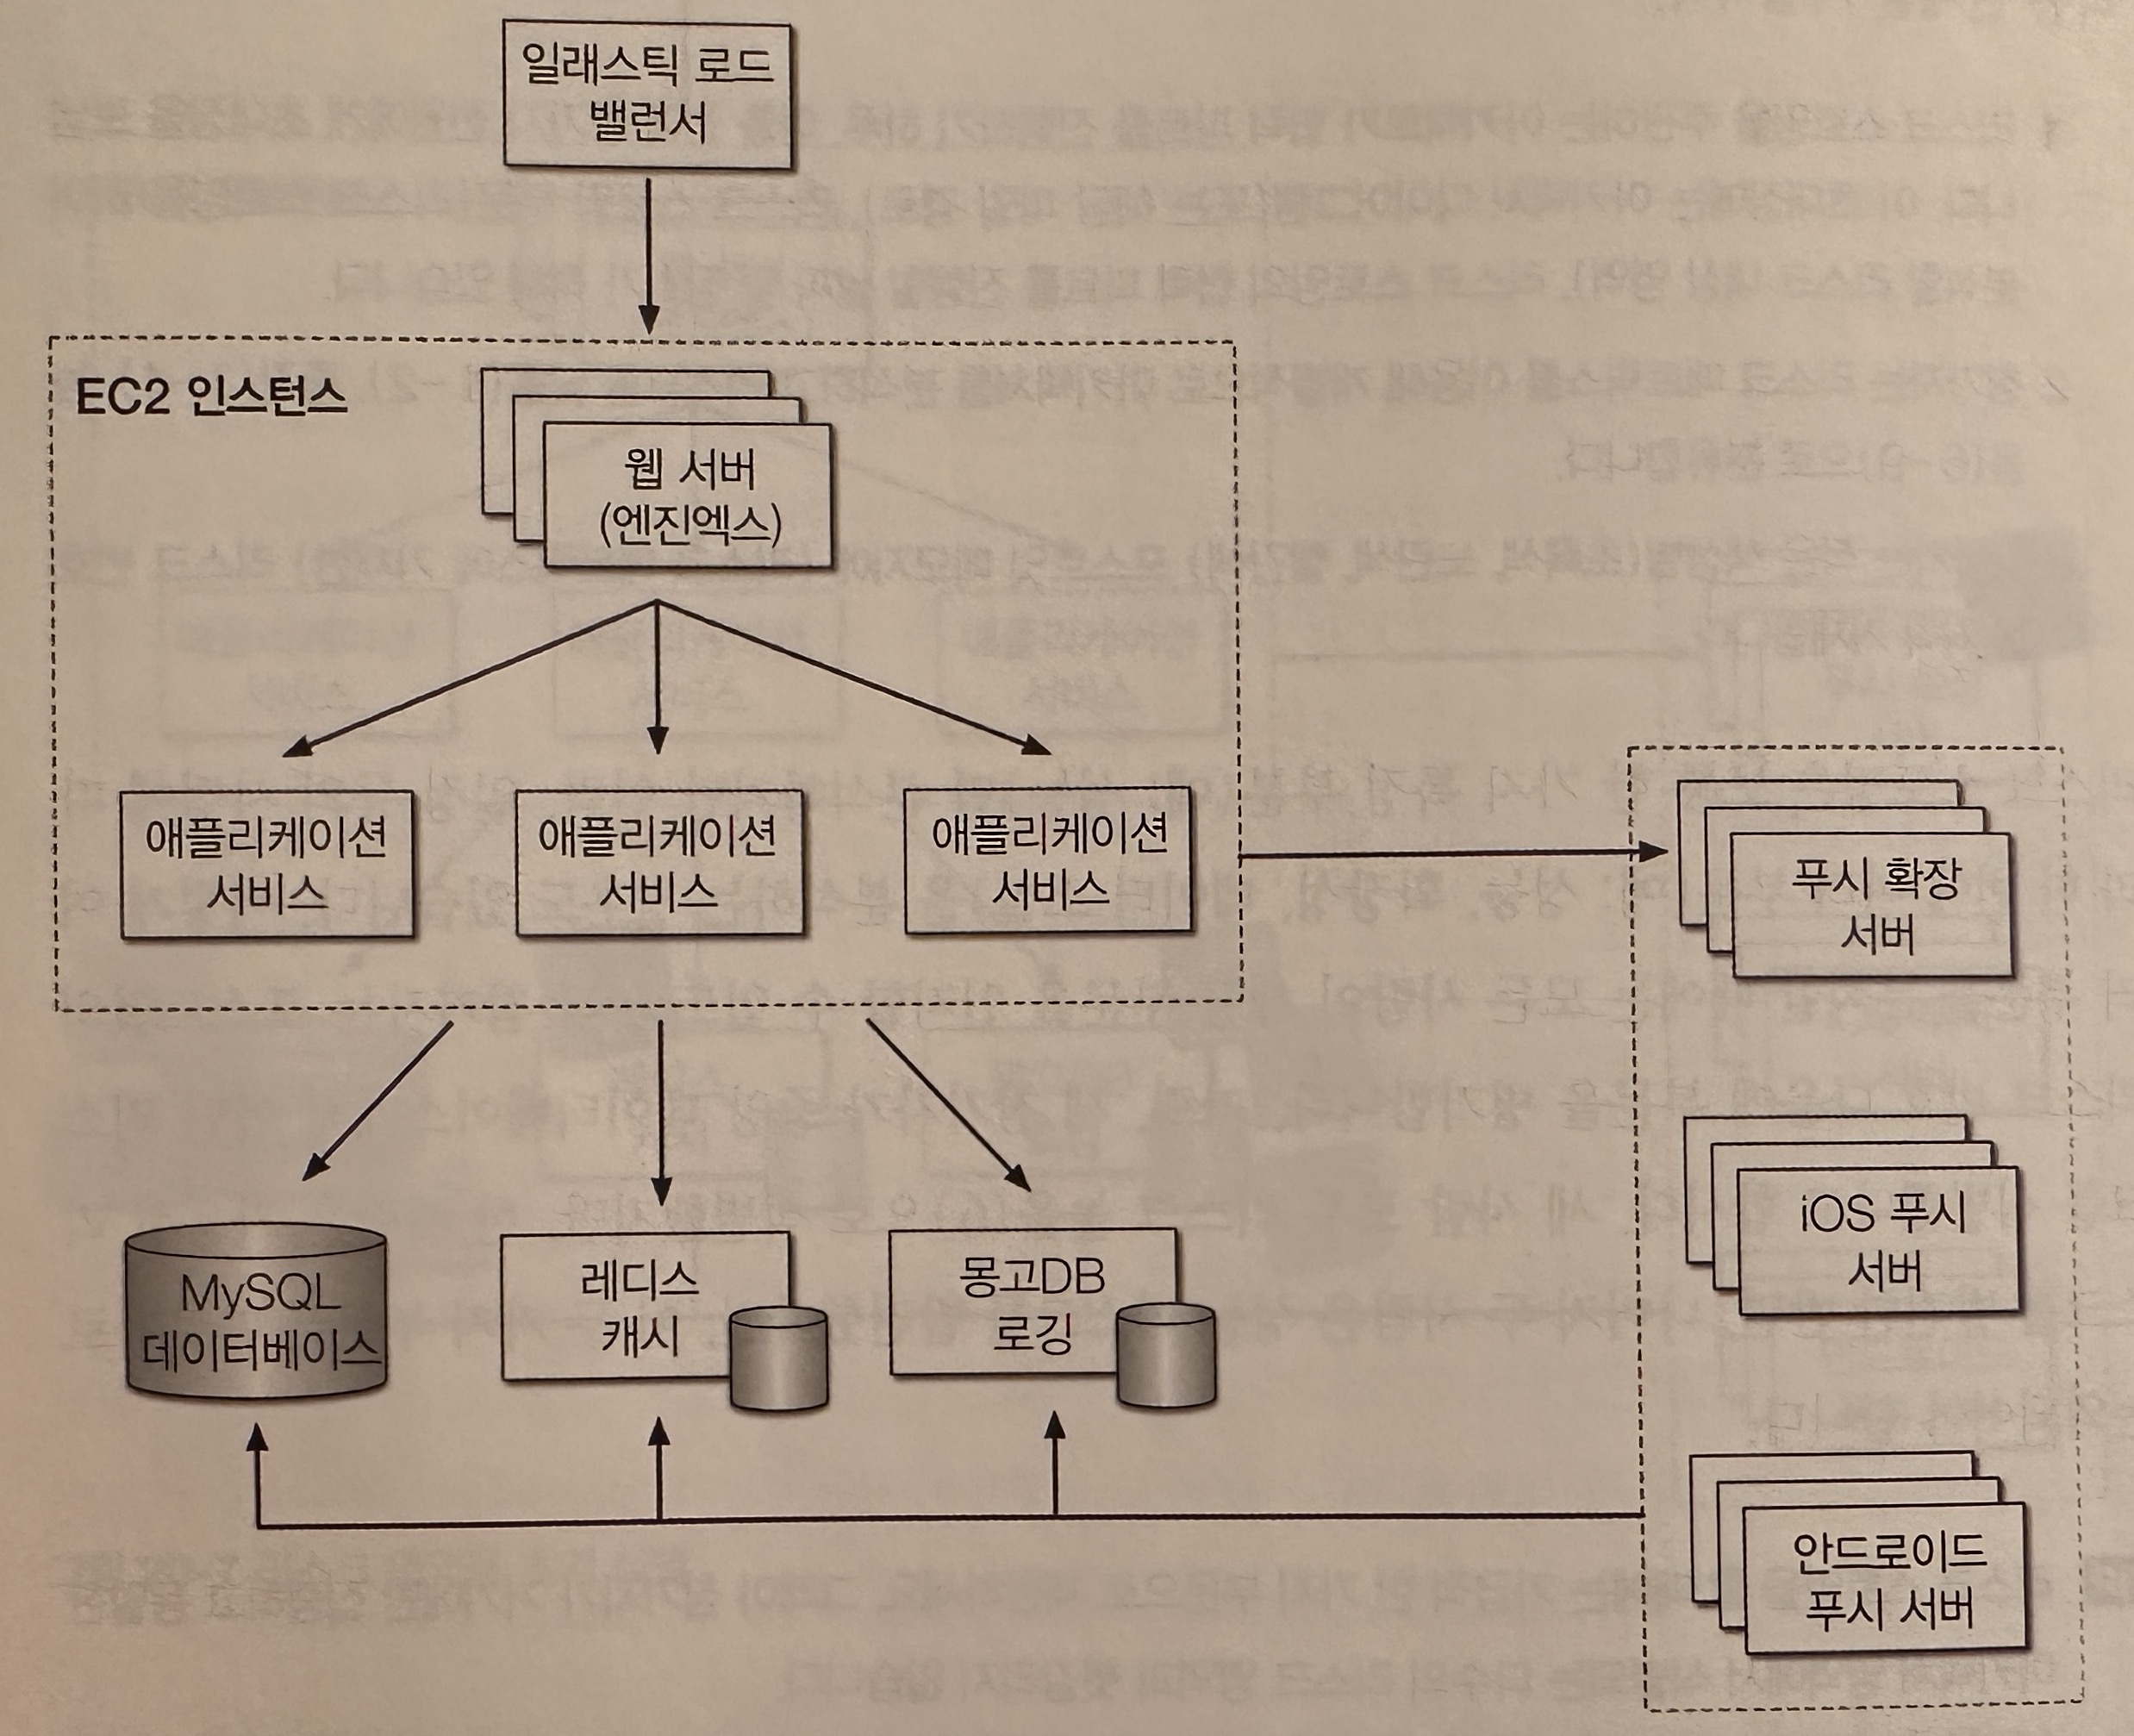 일래스틱 로드
밸런서
EC2 인스턴스
웹 서버
(엔진엑스)
애플리케이션
서비스
애플리케이션
서비스
애플리케이션
서비스
푸시 확장
서버
MySQL
데이터베이스
레디스
캐시
몽고DB
로깅
iOS 푸시
서버
안드로이드
푸시 서버